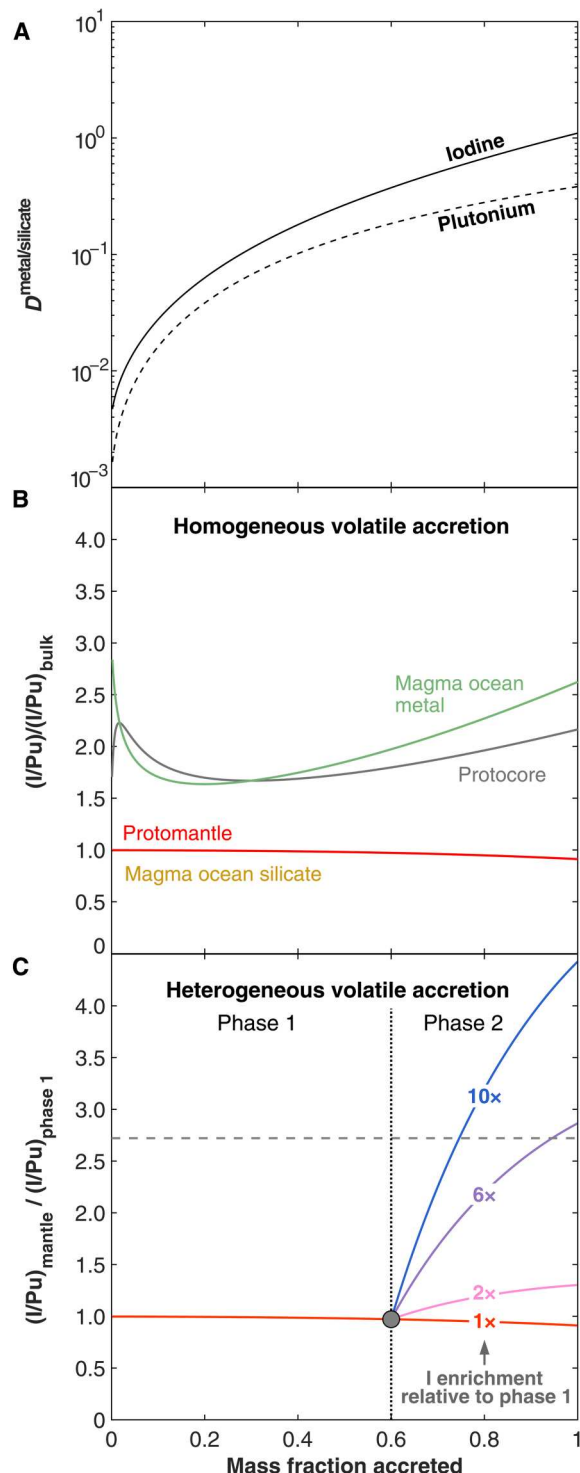 A
10¹
10⁰
10⁻¹
10⁻²
10⁻³
D^metal/silicate
Iodine
Plutonium
B
Homogeneous volatile accretion
4.0
3.5
3.0
2.5
2.0
1.5
1.0
0.5
0
(I/Pu)/(I/Pu)bulk
Magma ocean
metal
Protocore
Protomantle
Magma ocean silicate
C
Heterogeneous volatile accretion
Phase 1
Phase 2
4.0
3.5
3.0
2.5
2.0
1.5
1.0
0.5
0
(I/Pu)mantle / (I/Pu)phase 1
10×
6×
2×
1×
I enrichment
relative to phase 1
0
0.2
0.4
0.6
0.8
1
Mass fraction accreted